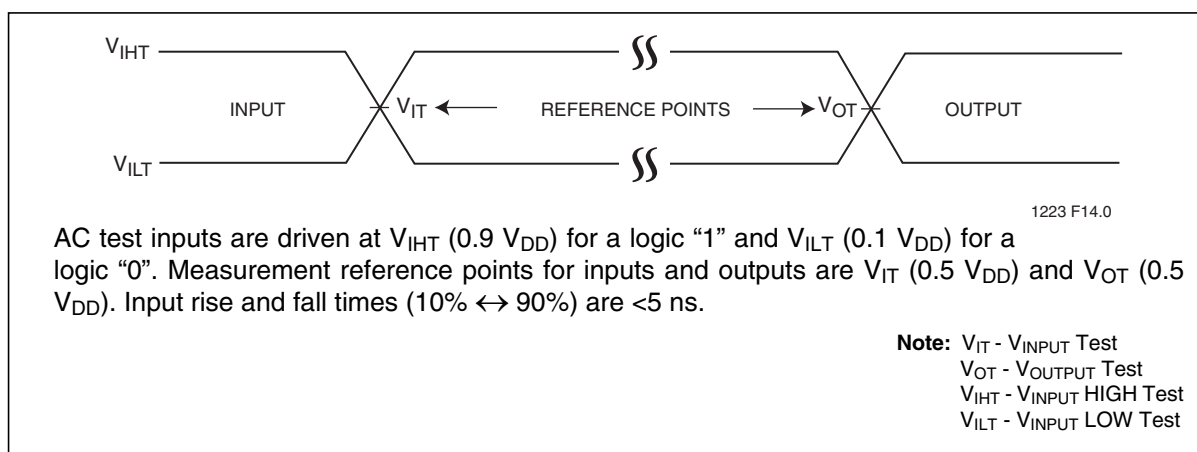 VIHT
INPUT VIT REFERENCE POINTS VOT OUTPUT
VILT
1223 F14.0
AC test inputs are driven at VIHT (0.9 VDD) for a logic “1” and VILT (0.1 VDD) for a
logic “0”. Measurement reference points for inputs and outputs are VIT (0.5 VDD) and VOT (0.5
VDD). Input rise and fall times (10% ↔ 90%) are <5 ns.
Note: VIT - VINPUT Test
VOT - VOUTPUT Test
VIHT - VINPUT HIGH Test
VILT - VINPUT LOW Test